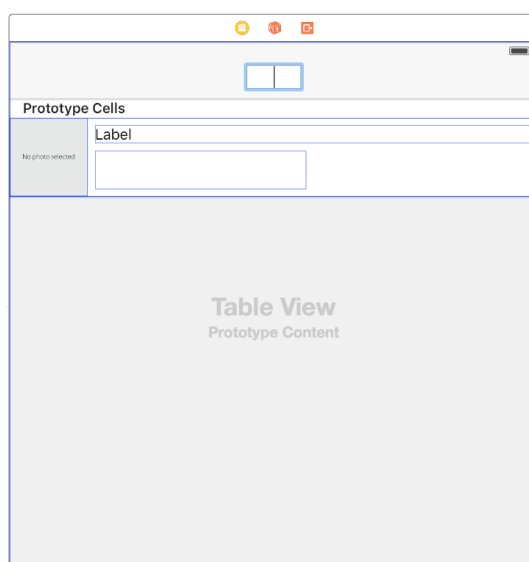 Prototype Cells
Label
No photo selected
Table View
Prototype Content